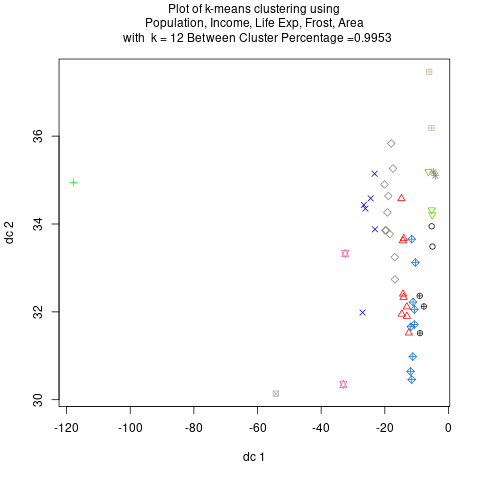 Plot of k-means clustering using
Population, Income, Life Exp, Frost, Area
with k = 12 Between Cluster Percentage =0.9953
36
34
32
30
dc 2
-120
-100
-80
-60
-40
-20
0
dc 1